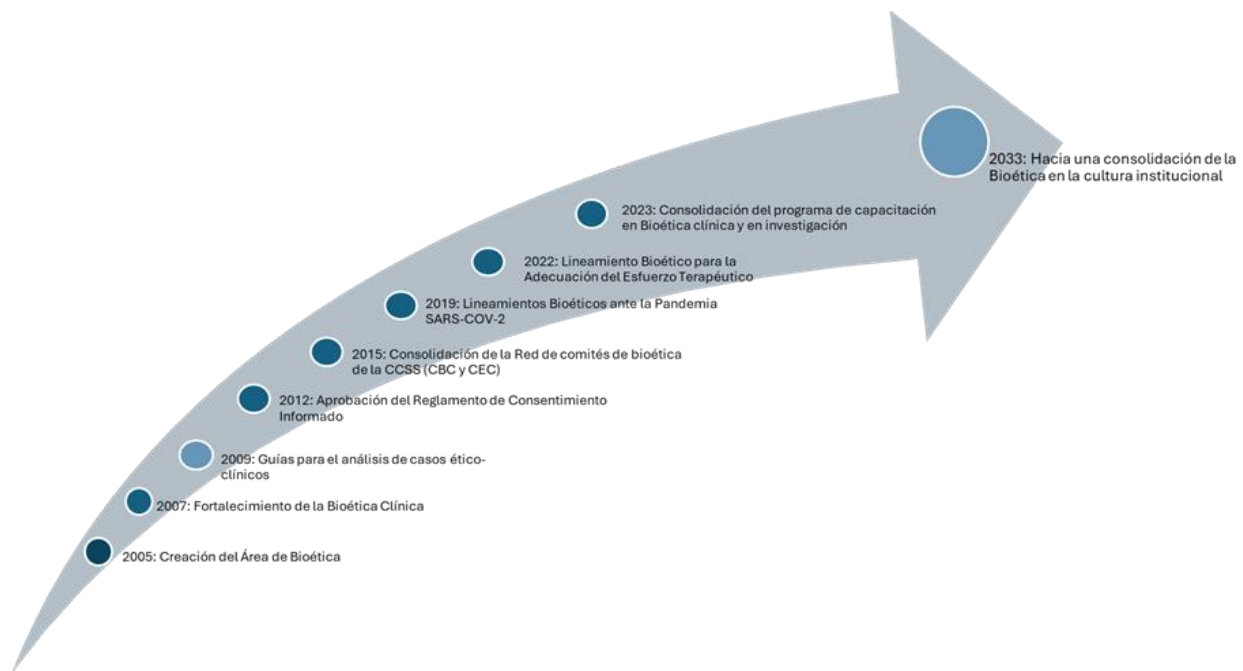 2033: Hacia una consolidación de la
Bioética en la cultura institucional
2023: Consolidación del programa de capacitación
en Bioética clínica y en investigación
2022: Lineamiento Bioético para la
Adecuación del Esfuerzo Terapéutico
2019: Lineamientos Bioéticos ante la Pandemia
SARS-COV-2
2015: Consolidación de la Red de comités de bioética
de la CCSS (CBC y CEC)
2012: Aprobación del Reglamento de Consentimiento
Informado
2009: Guías para el análisis de casos ético-
clínicos
2007: Fortalecimiento de la Bioética Clínica
2005: Creación del Área de Bioética